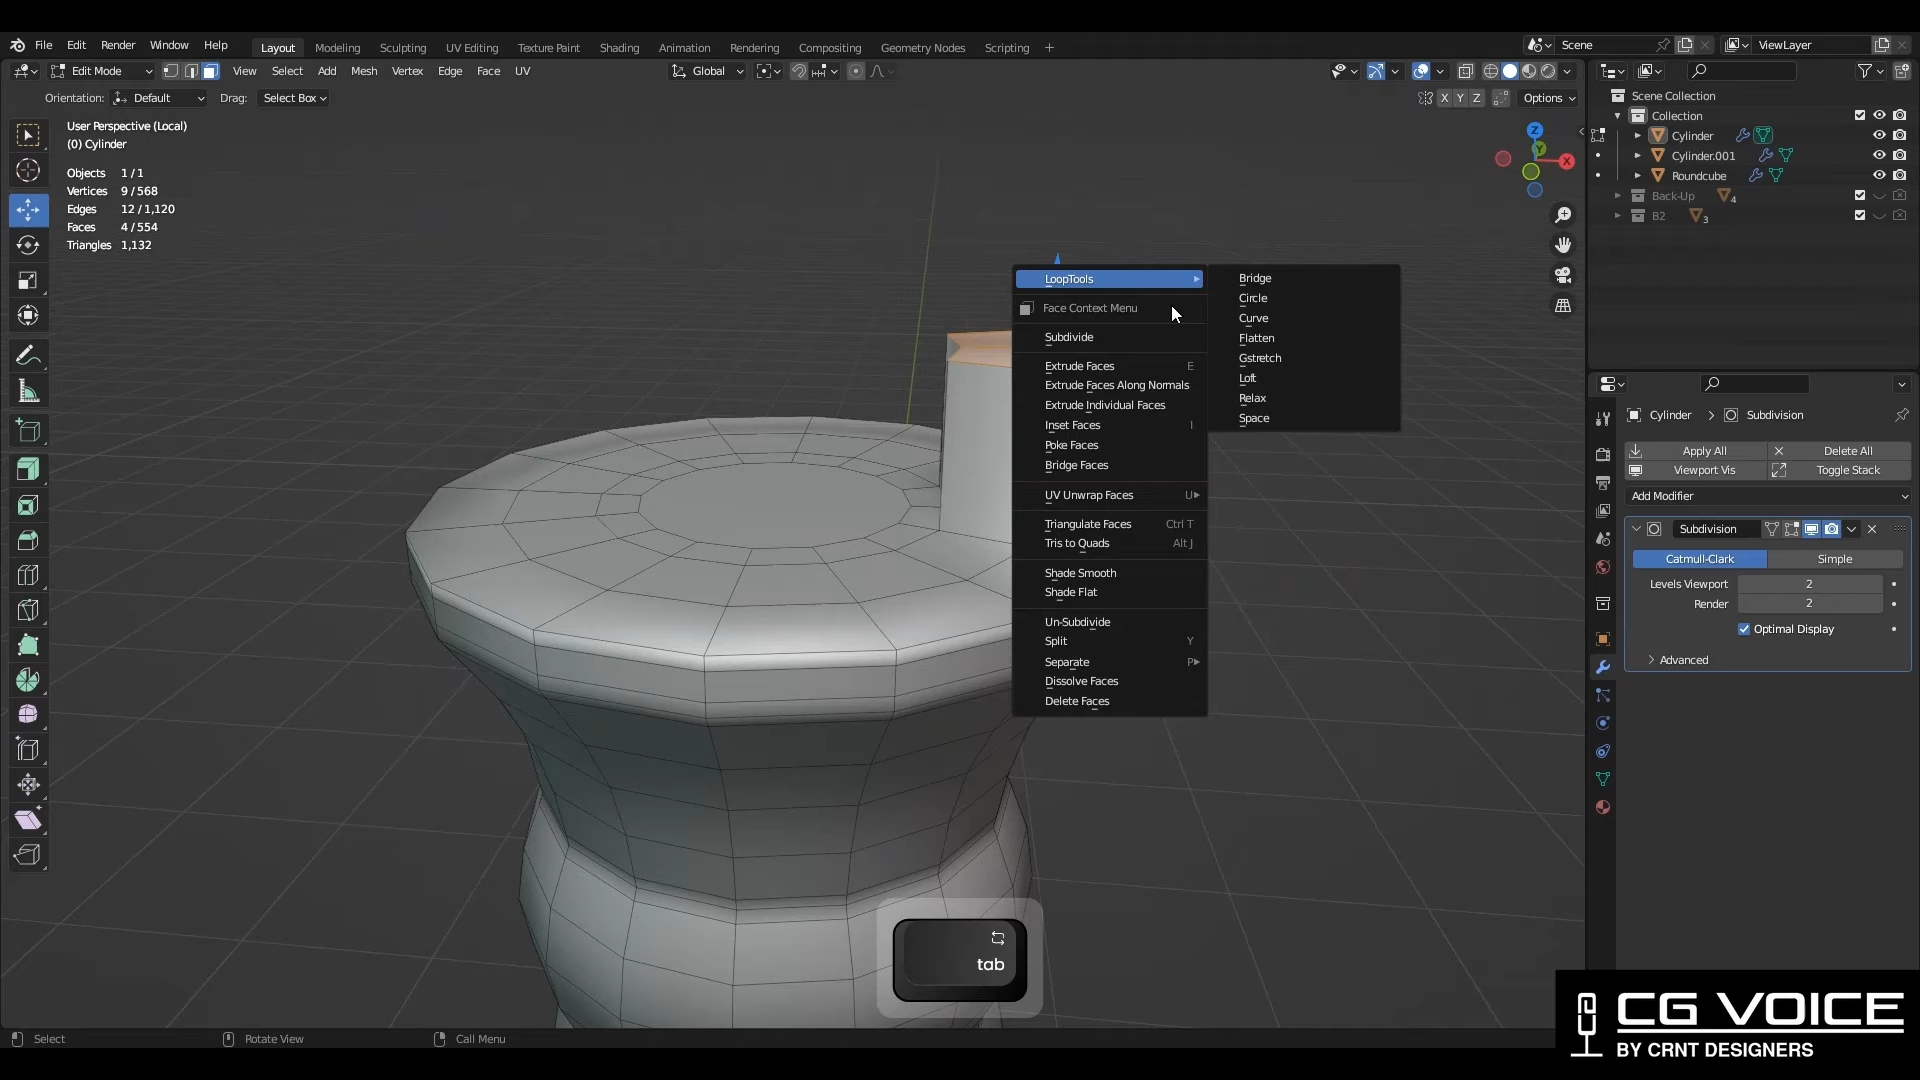 File Edit Render Window Help Layout Modeling Sculpting UV Editing Texture Paint Shading Animation Rendering Compositing Geometry Nodes Scripting + Scene ViewLayer
Edit Mode View Select Add Mesh Vertex Edge Face UV Global
Orientation: Default Drag: Select Box X Y Z Options
User Perspective (Local)
(0) Cylinder
Objects 1 / 1
Vertices 9 / 568
Edges 12 / 1,120
Faces 4 / 554
Triangles 1,132
Z
Y
X
LoopTools
Face Context Menu
Subdivide
Extrude Faces E
Extrude Faces Along Normals
Extrude Individual Faces
Inset Faces I
Poke Faces
Bridge Faces
UV Unwrap Faces U
Triangulate Faces Ctrl T
Tris to Quads Alt J
Shade Smooth
Shade Flat
Un-Subdivide
Split Y
Separate P
Dissolve Faces
Delete Faces
Bridge
Circle
Curve
Flatten
Gstretch
Loft
Relax
Space
Scene Collection
Collection
Cylinder
Cylinder.001
Roundcube
Back-Up 4
B2 3
Cylinder > Subdivision
Apply All Delete All
Viewport Vis Toggle Stack
Add Modifier
Subdivision
Catmull-Clark Simple
Levels Viewport 2
Render 2
Optimal Display
Advanced
tab
Select Rotate View Call Menu
CG VOICE
BY CRNT DESIGNERS